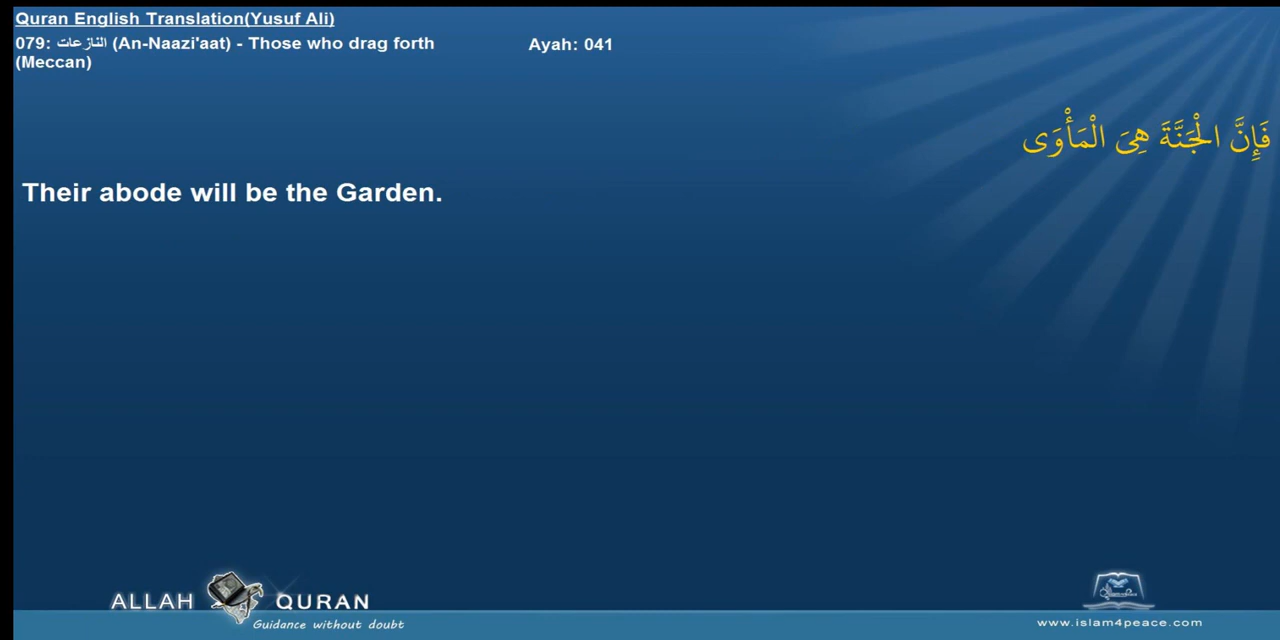 Quran English Translation(Yusuf Ali)
079: النازعات (An-Naazi'aat) - Those who drag forth
(Meccan)
Ayah: 041
فَإِنَّ الْجَنَّةَ هِىَ الْمَأْوَى
Their abode will be the Garden.
ALLAH QURAN
Guidance without doubt
www.islam4peace.com